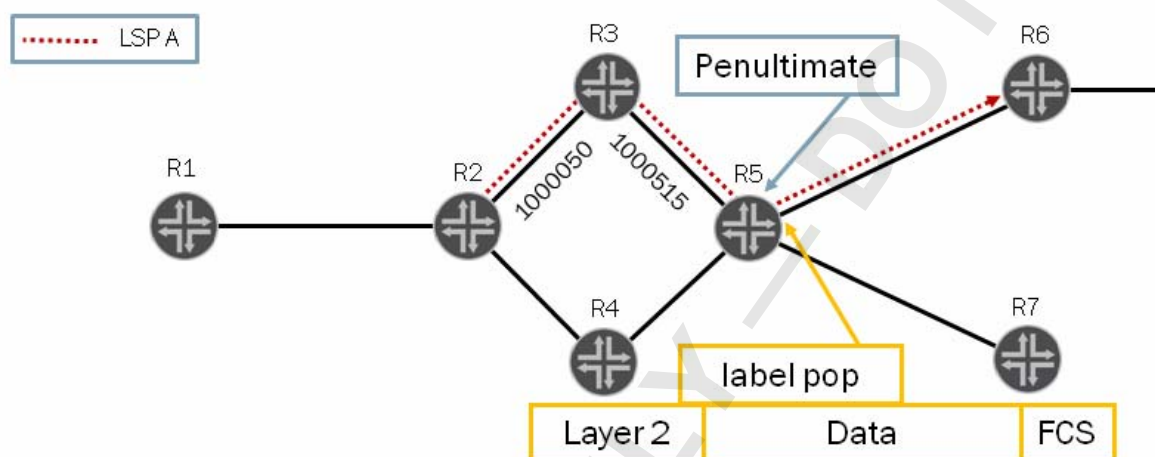 LSP A
R3
R6
Penultimate
R1
R2
1000050
1000515
R5
R4
R7
label pop
Layer 2
Data
FCS